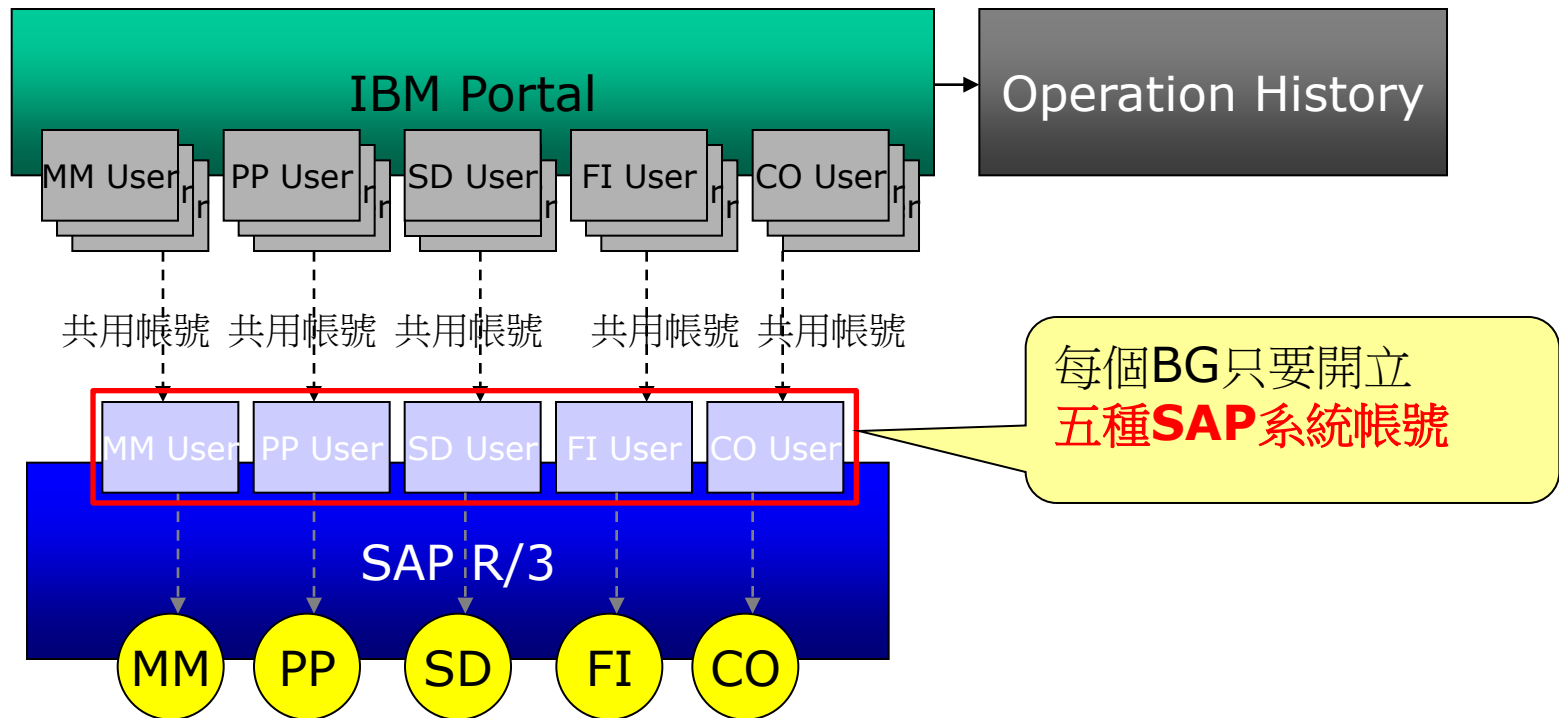 IBM Portal
Operation History
MM User
PP User
SD User
FI User
CO User
r
r
r
r
er
r
r
r
共用帳號
共用帳號
共用帳號
共用帳號
共用帳號
每個BG只要開立
五種SAP系統帳號
MM User
PP User
SD User
FI User
CO User
SAP R/3
MM
PP
SD
FI
CO